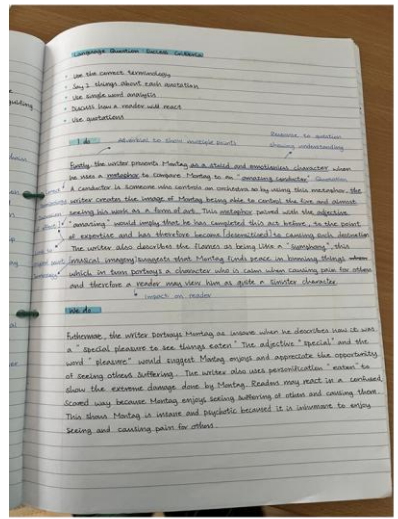 Language Question Success Criteria
• Use the correct terminology
• Say 2 things about each quotation
• Use single word analysis
• Discuss how a reader will react
• Use quotations
I do
Adverbial to show multiple points
Reference to question showing understanding
Firstly, the writer presents Montag as a stolid and emotionless character when
he uses a metaphor to compare Montag to an "amazing conductor" Quotation
A conductor is someone who controls an orchestra so by using this metaphor, the
writer creates the image of Montag being able to control the fire and almost
seeing his work as a form of art. This metaphor paired with the adjective
"amazing" would imply that he has completed this act before, to the point
of expertise and has therefore become (desensitised) to causing such destruction
The writer also describes the flames as being like a "symphony", this
(musical imagery) suggests that Montag finds peace in burning things when
which in turn portrays a character who is calm when causing pain for others
and therefore a reader may view him as quite a sinister character.
Impact on reader
We do
Futhermore, the writer portrays Montag as insane when he describes how it was
a "special pleasure to see things eaten" The adjective "special" and the
word "pleasure" would suggest Montag enjoys and appreciate the opportunity
of seeing others suffering. The writer also uses personification "eaten" to
show the extreme damage done by Montag. Readers may react in a confused
scared way because Montag enjoys seeing suffering of others and causing there.
This shows Montag is insane and psychotic because it is inhumane to enjoy
seeing and causing pain for others.